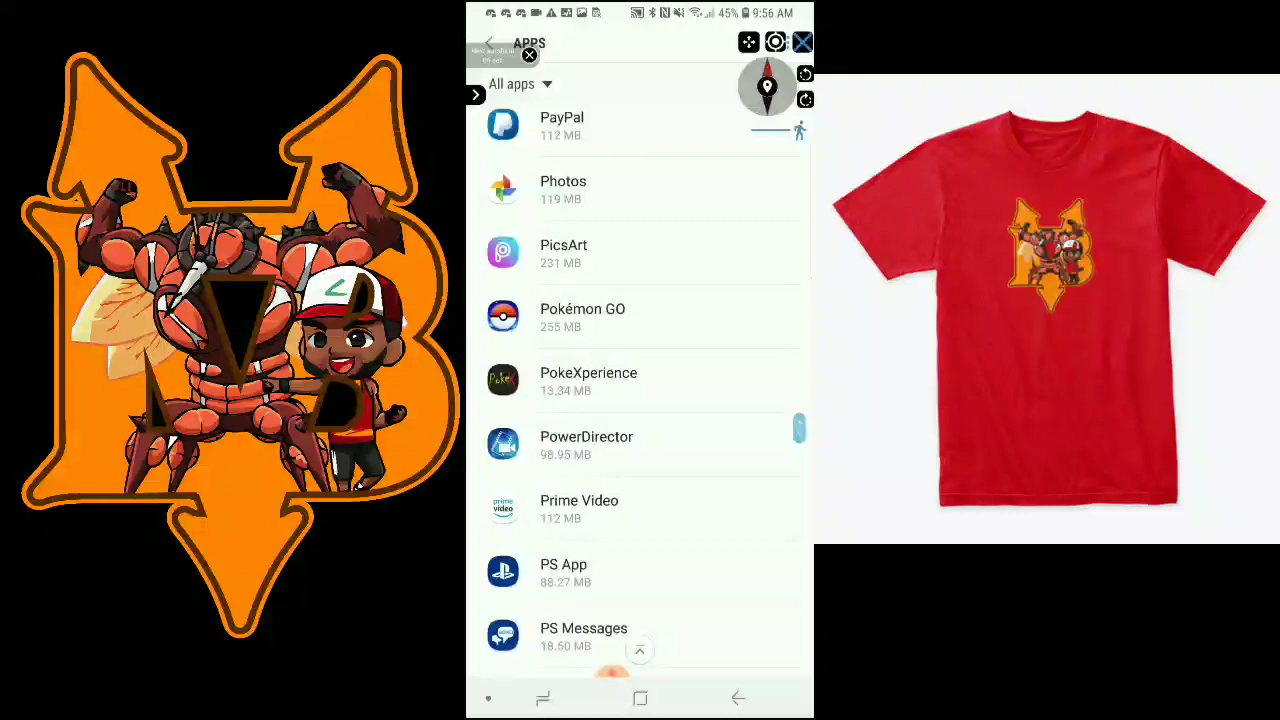 45% 9:56 AM
APPS
All apps
PayPal
112 MB
Photos
119 MB
PicsArt
231 MB
Pokémon GO
255 MB
PokeXperience
13.34 MB
PowerDirector
98.95 MB
prime video
Prime Video
112 MB
PS App
88.27 MB
PS Messages
18.50 MB